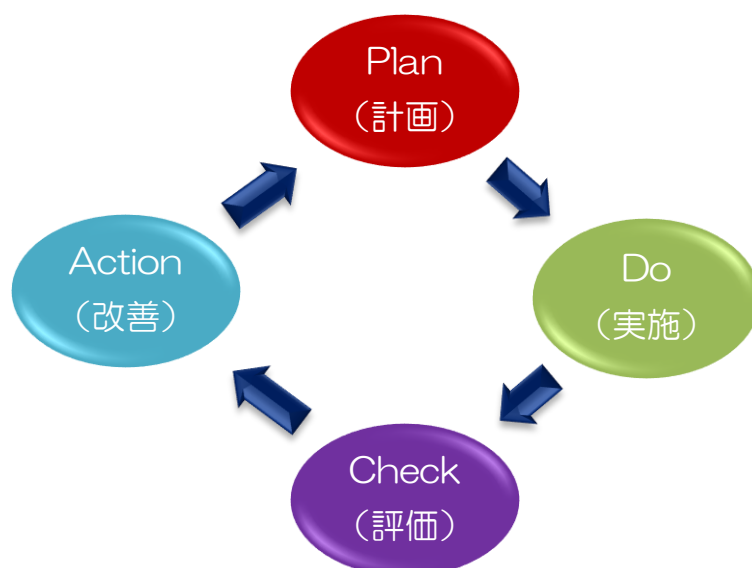 Plan
（計画）
Do
（実施）
Check
（評価）
Action
（改善）